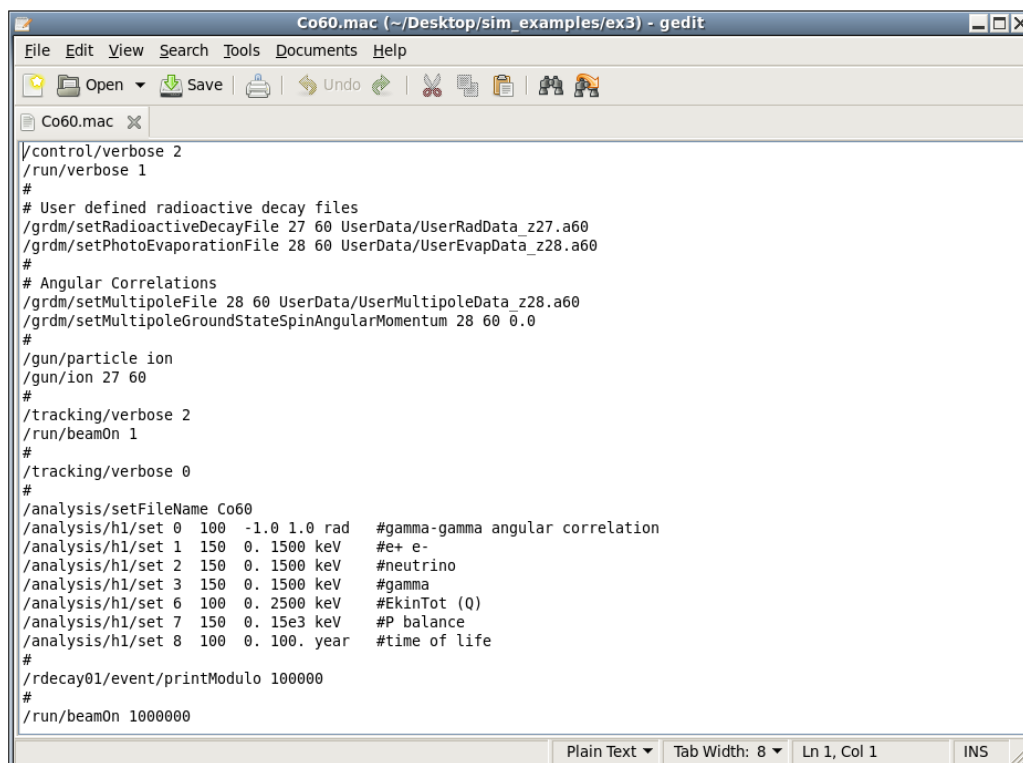 Co60.mac (~/Desktop/sim_examples/ex3) - gedit
File Edit View Search Tools Documents Help
Open Save Undo
Co60.mac
/control/verbose 2
/run/verbose 1
#
# User defined radioactive decay files
/grdm/setRadioactiveDecayFile 27 60 UserData/UserRadData_z27.a60
/grdm/setPhotoEvaporationFile 28 60 UserData/UserEvapData_z28.a60
#
# Angular Correlations
/grdm/setMultipoleFile 28 60 UserData/UserMultipoleData_z28.a60
/grdm/setMultipoleGroundStateSpinAngularMomentum 28 60 0.0
#
/gun/particle ion
/gun/ion 27 60
#
/tracking/verbose 2
/run/beamOn 1
#
/tracking/verbose 0
#
/analysis/setFileName Co60
/analysis/h1/set 0  100  -1.0 1.0 rad   #gamma-gamma angular correlation
/analysis/h1/set 1  150  0. 1500 keV    #e+ e-
/analysis/h1/set 2  150  0. 1500 keV    #neutrino
/analysis/h1/set 3  150  0. 1500 keV    #gamma
/analysis/h1/set 6  100  0. 2500 keV    #EkinTot (Q)
/analysis/h1/set 7  150  0. 15e3 keV    #P balance
/analysis/h1/set 8  100  0. 100. year   #time of life
#
/rdecay01/event/printModulo 100000
#
/run/beamOn 1000000
Plain Text Tab Width: 8 Ln 1, Col 1 INS